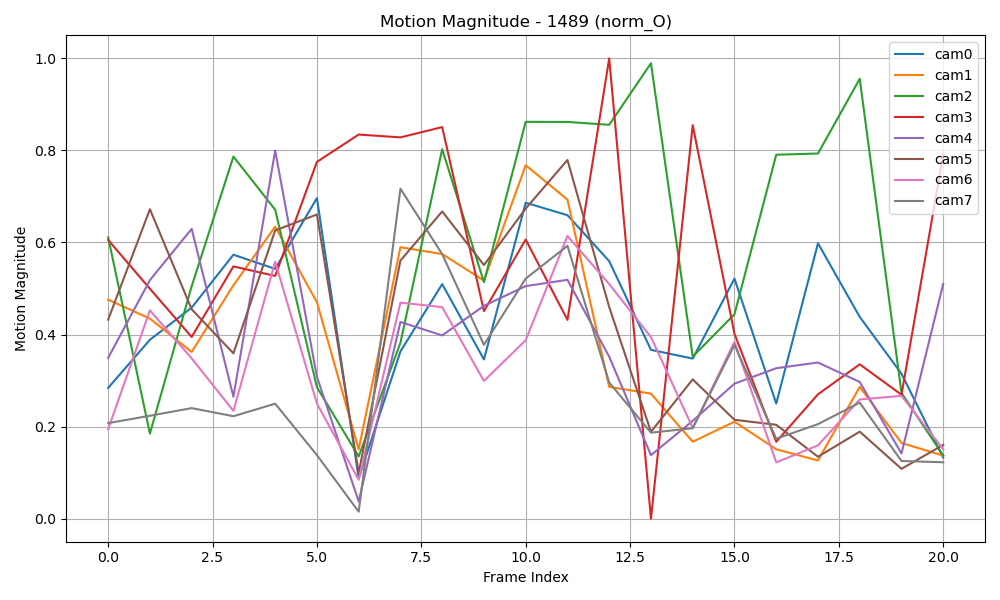 Motion Magnitude - 1489 (norm_O)
Motion Magnitude
1.0
0.8
0.6
0.4
0.2
0.0
cam0
cam1
cam2
cam3
cam4
cam5
cam6
cam7
0.0 2.5 5.0 7.5 10.0 12.5 15.0 17.5 20.0
Frame Index